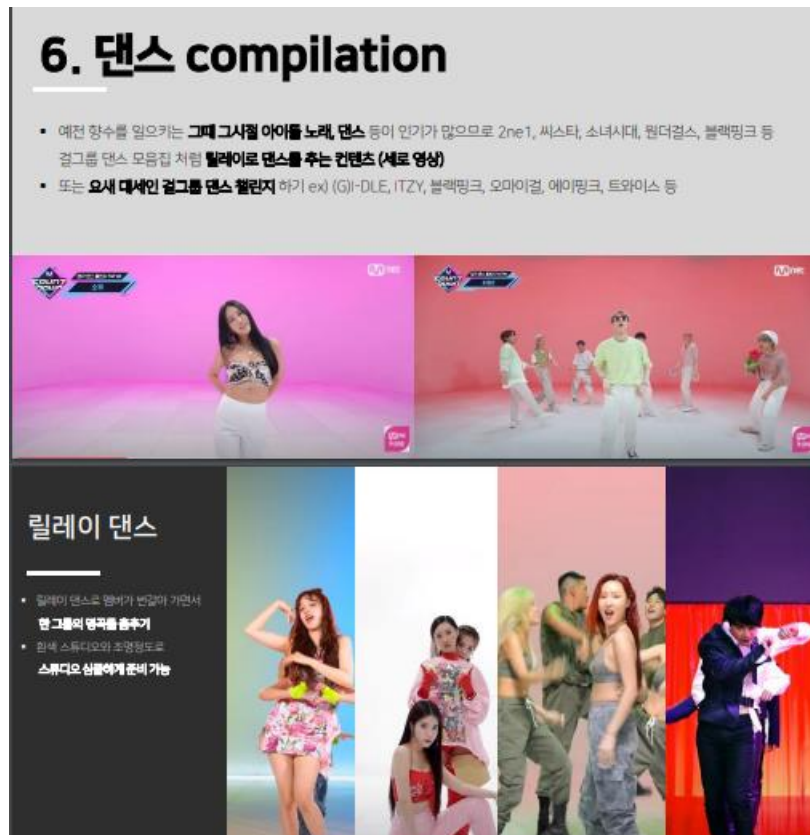 6. 댄스 compilation
▪ 예전 향수를 일으키는 그때 그시절 아이돌 노래, 댄스 등이 인기가 많으므로 2ne1, 씨스타, 소녀시대, 원더걸스, 블랙핑크 등
걸그룹 댄스 모음집 처럼 릴레이로 댄스를 추는 컨텐츠 (세로 영상)
▪ 또는 요새 대세인 걸그룹 댄스 챌린지 하기 ex) (G)I-DLE, ITZY, 블랙핑크, 오마이걸, 에이핑크, 트와이스 등
M
COUNT
DOWN
Mnet
M
COUNT
DOWN
Mnet
릴레이 댄스
▪ 릴레이 댄스로 멤버가 번갈아 가면서
한 그룹의 명곡을 춤추기
▪ 흰색 스튜디오와 조명정도로
스튜디오 심플하게 준비 가능